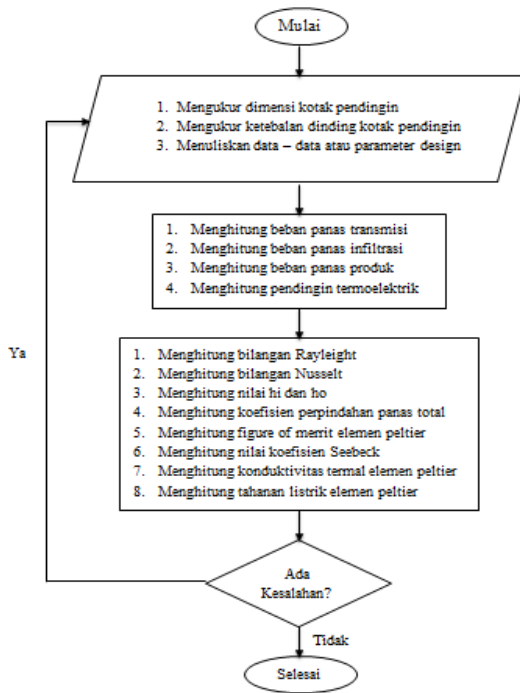 Mulai
1. Mengukur dimensi kotak pendingin
2. Mengukur ketebalan dinding kotak pendingin
3. Menuliskan data – data atau parameter design
1. Menghitung beban panas transmisi
2. Menghitung beban panas infiltrasi
3. Menghitung beban panas produk
4. Menghitung pendingin termoelektrik
Ya
1. Menghitung bilangan Rayleight
2. Menghitung bilangan Nusselt
3. Menghitung nilai hi dan ho
4. Menghitung koefisien perpindahan panas total
5. Menghitung figure of merrit elemen peltier
6. Menghitung nilai koefisien Seebeck
7. Menghitung konduktivitas termal elemen peltier
8. Menghitung tahanan listrik elemen peltier
Ada
Kesalahan?
Tidak
Selesai